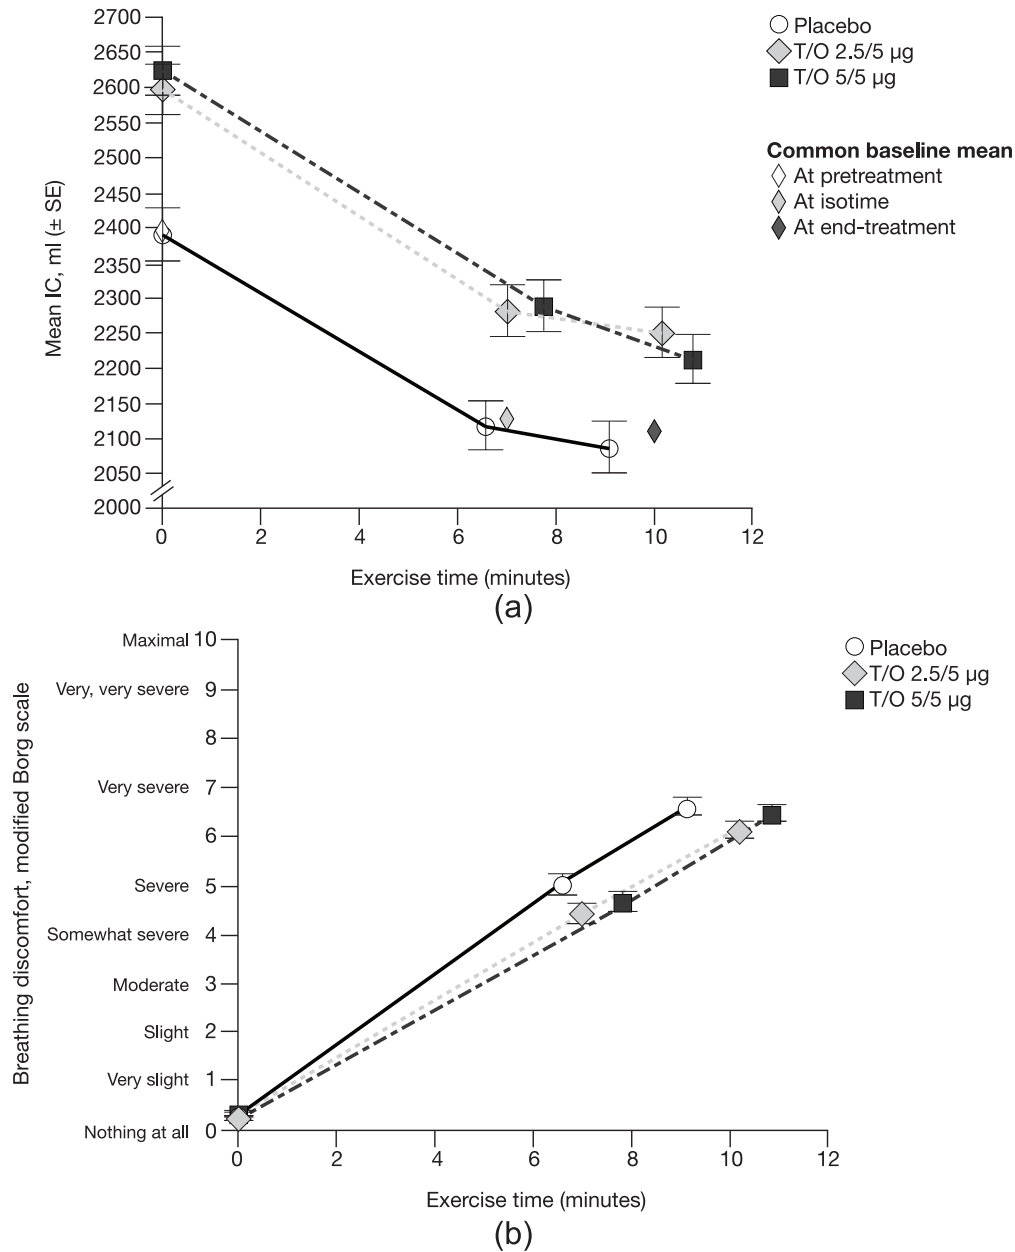 2700
2650
2600
2550
2500
2450
2400
2350
2300
2250
2200
2150
2100
2050
2000
Mean IC, ml (± SE)
0 2 4 6 8 10 12
Exercise time (minutes)
Placebo
T/O 2.5/5 µg
T/O 5/5 µg
Common baseline mean
At pretreatment
At isotime
At end-treatment
(a)
Breathing discomfort, modified Borg scale
Maximal 10
Very, very severe 9
8
Very severe 7
6
Severe 5
Somewhat severe 4
Moderate 3
Slight 2
Very slight 1
Nothing at all 0
0 2 4 6 8 10 12
Exercise time (minutes)
Placebo
T/O 2.5/5 µg
T/O 5/5 µg
(b)